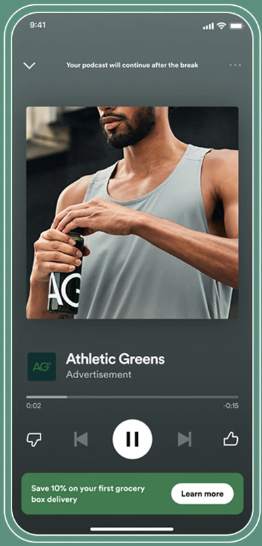 9:41
Your podcast will continue after the break
AG
AG
Athletic Greens
Advertisement
0:02
-0:15
Save 10% on your first grocery
box delivery
Learn more